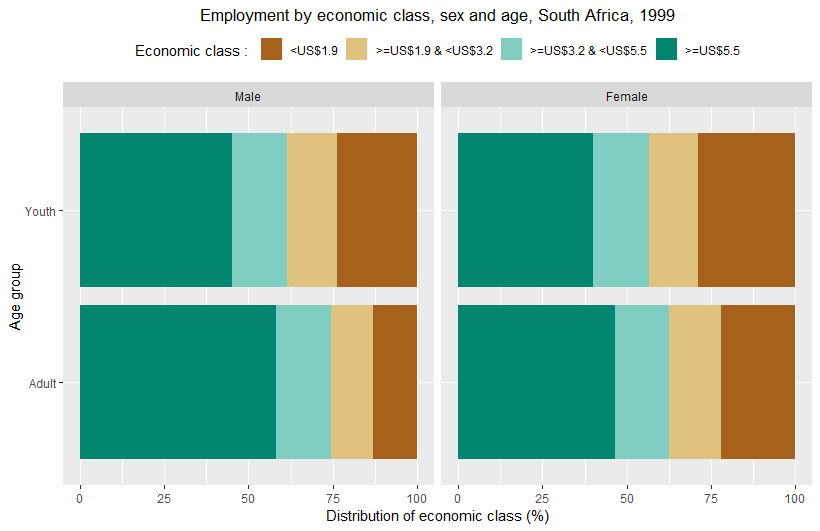 Employment by economic class, sex and age, South Africa, 1999
Economic class : <US$1.9 >=US$1.9 & <US$3.2 >=US$3.2 & <US$5.5 >=US$5.5
Male Female
Age group
Youth
Adult
0 25 50 75 100 0 25 50 75 100
Distribution of economic class (%)